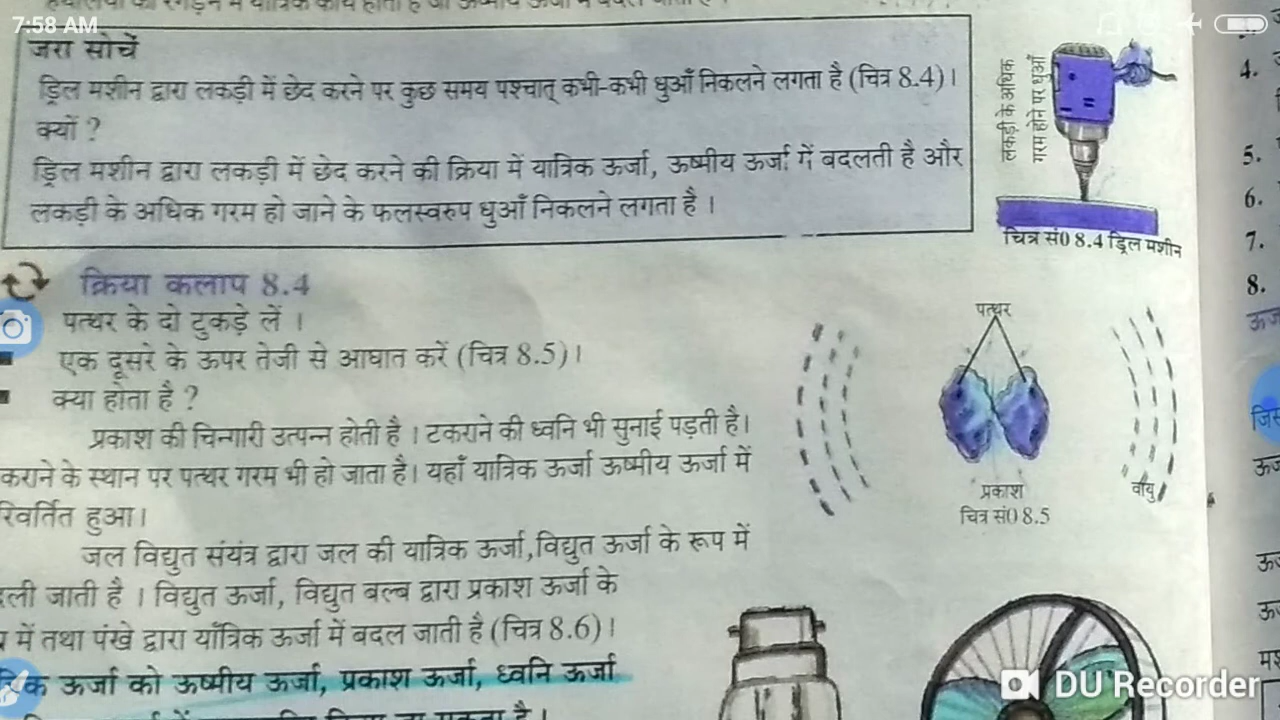 7:58 AM
जरा सोचें
ड्रिल मशीन द्वारा लकड़ी में छेद करने पर कुछ समय पश्चात् कभी-कभी धुआँ निकलने लगता है (चित्र 8.4)।
क्यों ?
ड्रिल मशीन द्वारा लकड़ी में छेद करने की क्रिया में यांत्रिक ऊर्जा, ऊष्मीय ऊर्जा में बदलती है और
लकड़ी के अधिक गरम हो जाने के फलस्वरुप धुआँ निकलने लगता है ।
लकड़ी के अधिक
गरम होने पर धुआँ
चित्र सं0 8.4 ड्रिल मशीन
क्रिया कलाप 8.4
पत्थर के दो टुकड़े लें ।
एक दूसरे के ऊपर तेजी से आघात करें (चित्र 8.5)।
क्या होता है ?
प्रकाश की चिन्गारी उत्पन्न होती है । टकराने की ध्वनि भी सुनाई पड़ती है।
कराने के स्थान पर पत्थर गरम भी हो जाता है। यहाँ यांत्रिक ऊर्जा ऊष्मीय ऊर्जा में
रिवर्तित हुआ।
पत्थर
प्रकाश
वायु
चित्र सं0 8.5
जल विद्युत संयंत्र द्वारा जल की यांत्रिक ऊर्जा,विद्युत ऊर्जा के रूप में
दली जाती है । विद्युत ऊर्जा, विद्युत बल्ब द्वारा प्रकाश ऊर्जा के
में तथा पंखे द्वारा याँत्रिक ऊर्जा में बदल जाती है (चित्र 8.6)।
त्रिक ऊर्जा को ऊष्मीय ऊर्जा, प्रकाश ऊर्जा, ध्वनि ऊर्जा
4.
5.
6.
7.
8.
DU Recorder